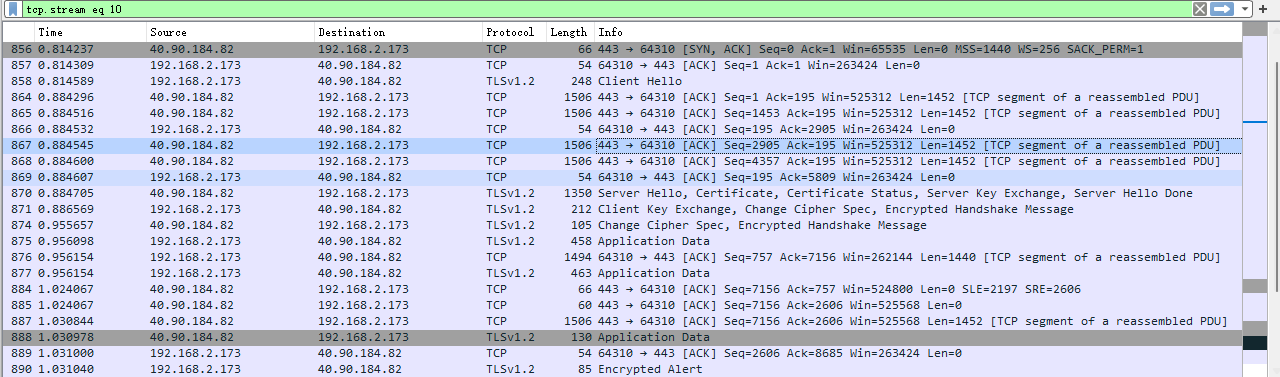 tcp.stream eq 10
Time Source Destination Protocol Length Info
856 0.814237 40.90.184.82 192.168.2.173 TCP 66 443 → 64310 [SYN, ACK] Seq=0 Ack=1 Win=65535 Len=0 MSS=1440 WS=256 SACK_PERM=1
857 0.814309 192.168.2.173 40.90.184.82 TCP 54 64310 → 443 [ACK] Seq=1 Ack=1 Win=263424 Len=0
858 0.814589 192.168.2.173 40.90.184.82 TLSv1.2 248 Client Hello
864 0.884296 40.90.184.82 192.168.2.173 TCP 1506 443 → 64310 [ACK] Seq=1 Ack=195 Win=525312 Len=1452 [TCP segment of a reassembled PDU]
865 0.884516 40.90.184.82 192.168.2.173 TCP 1506 443 → 64310 [ACK] Seq=1453 Ack=195 Win=525312 Len=1452 [TCP segment of a reassembled PDU]
866 0.884532 192.168.2.173 40.90.184.82 TCP 54 64310 → 443 [ACK] Seq=195 Ack=2905 Win=263424 Len=0
867 0.884545 40.90.184.82 192.168.2.173 TCP 1506 443 → 64310 [ACK] Seq=2905 Ack=195 Win=525312 Len=1452 [TCP segment of a reassembled PDU]
868 0.884600 40.90.184.82 192.168.2.173 TCP 1506 443 → 64310 [ACK] Seq=4357 Ack=195 Win=525312 Len=1452 [TCP segment of a reassembled PDU]
869 0.884607 192.168.2.173 40.90.184.82 TCP 54 64310 → 443 [ACK] Seq=195 Ack=5809 Win=263424 Len=0
870 0.884705 40.90.184.82 192.168.2.173 TLSv1.2 1350 Server Hello, Certificate, Certificate Status, Server Key Exchange, Server Hello Done
871 0.886569 192.168.2.173 40.90.184.82 TLSv1.2 212 Client Key Exchange, Change Cipher Spec, Encrypted Handshake Message
874 0.955657 40.90.184.82 192.168.2.173 TLSv1.2 105 Change Cipher Spec, Encrypted Handshake Message
875 0.956098 192.168.2.173 40.90.184.82 TLSv1.2 458 Application Data
876 0.956154 192.168.2.173 40.90.184.82 TCP 1494 64310 → 443 [ACK] Seq=757 Ack=7156 Win=262144 Len=1440 [TCP segment of a reassembled PDU]
877 0.956154 192.168.2.173 40.90.184.82 TLSv1.2 463 Application Data
884 1.024067 40.90.184.82 192.168.2.173 TCP 66 443 → 64310 [ACK] Seq=7156 Ack=757 Win=524800 Len=0 SLE=2197 SRE=2606
885 1.024067 40.90.184.82 192.168.2.173 TCP 60 443 → 64310 [ACK] Seq=7156 Ack=2606 Win=525568 Len=0
887 1.030844 40.90.184.82 192.168.2.173 TCP 1506 443 → 64310 [ACK] Seq=7156 Ack=2606 Win=525568 Len=1452 [TCP segment of a reassembled PDU]
888 1.030978 40.90.184.82 192.168.2.173 TLSv1.2 130 Application Data
889 1.031000 192.168.2.173 40.90.184.82 TCP 54 64310 → 443 [ACK] Seq=2606 Ack=8685 Win=263424 Len=0
890 1.031040 40.90.184.82 192.168.2.173 TLSv1.2 85 Encrypted Alert